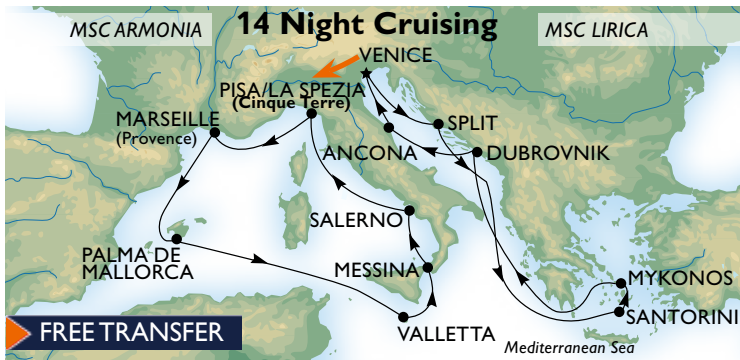 14 Night Cruising
MSC ARMONIA
MSC LIRICA
VENICE
PISA/LA SPEZIA
(Cinque Terre)
MARSEILLE
(Provence)
SPLIT
ANCONA
DUBROVNIK
SALERNO
PALMA DE
MALLORCA
MESSINA
MYKONOS
SANTORINI
VALLETTA
FREE TRANSFER
Mediterranean Sea